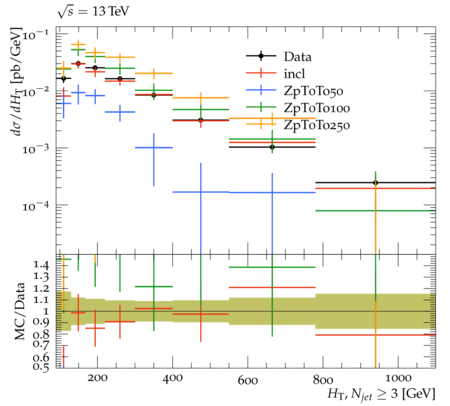 √s = 13 TeV
dσ/dH_T [pb/GeV]
10⁻¹
10⁻²
10⁻³
10⁻⁴
Data
incl
ZpToTo50
ZpToTo100
ZpToTo250
MC/Data
1.4
1.3
1.2
1.1
1
0.9
0.8
0.7
0.6
0.5
200
400
600
800
1000
H_T, N_jet ≥ 3 [GeV]